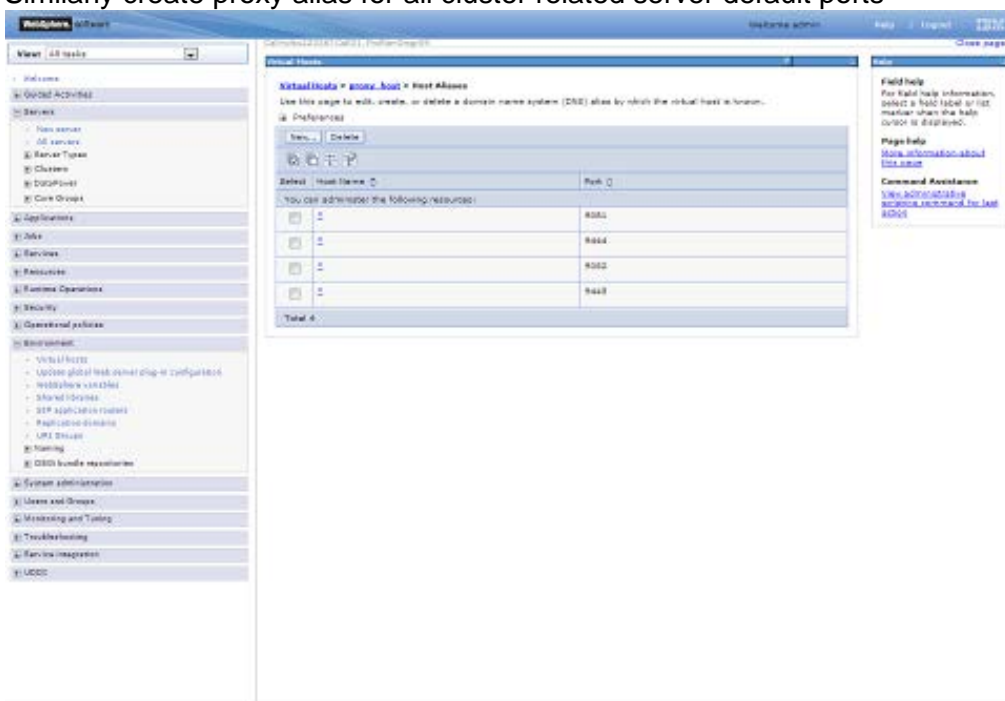 Similarly create proxy alias for all cluster related server default ports
WebSphere. software
Welcome admin
Help | Logout
IBM
View: All tasks
Welcome
Guided Activities
Servers
New server
All servers
Server Types
Clusters
DataPower
Core Groups
Applications
Jobs
Services
Resources
Runtime Operations
Security
Operational policies
Environment
Virtual hosts
Update global Web server plug-in configuration
WebSphere variables
Shared libraries
SIP application routers
Replication domains
URI Groups
Naming
OSGi bundle repositories
System administration
Users and Groups
Monitoring and Tuning
Troubleshooting
Service integration
UDDI
Close page
Virtual Hosts
Virtual Hosts > proxy_host > Host Aliases
Use this page to edit, create, or delete a domain name system (DNS) alias by which the virtual host is known.
Preferences
New... Delete
Select Host Name Port
You can administer the following resources:
*
*
*
* 9443
Total 4
Help
Field help
For field help information, select a field label or list marker when the help cursor is displayed.
Page help
More information about this page
Command Assistance
View administrative scripting command for last action